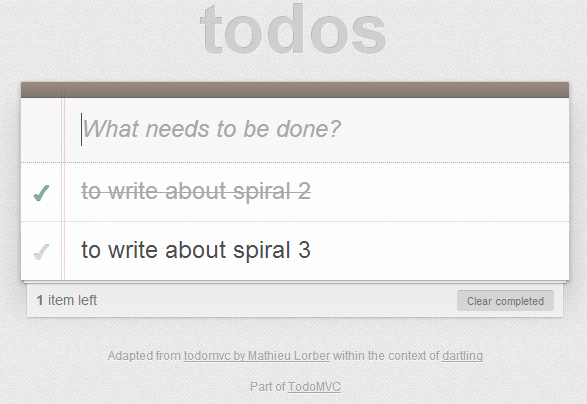 todos
What needs to be done?
to write about spiral 2
to write about spiral 3
1 item left Clear completed
Adapted from todomvc by Mathieu Lorber within the context of dartling
Part of TodoMVC